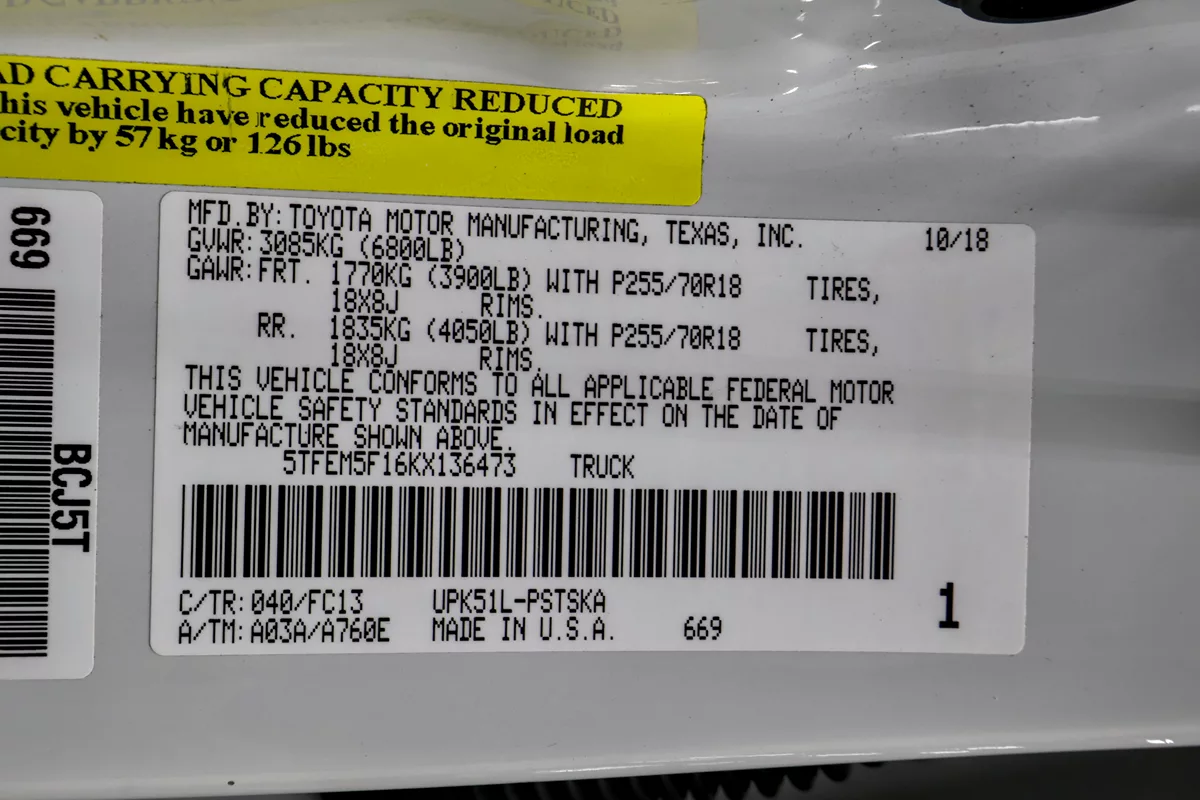 AD CARRYING CAPACITY REDUCED
his vehicle have reduced the original load
city by 57 kg or 126 lbs
669
BCJ5T
MFD. BY: TOYOTA MOTOR MANUFACTURING, TEXAS, INC. 10/18
GVWR: 3085KG (6800LB)
GAWR: FRT. 1770KG (3900LB) WITH P255/70R18 TIRES,
18X8J RIMS.
RR. 1835KG (4050LB) WITH P255/70R18 TIRES,
18X8J RIMS.
THIS VEHICLE CONFORMS TO ALL APPLICABLE FEDERAL MOTOR
VEHICLE SAFETY STANDARDS IN EFFECT ON THE DATE OF
MANUFACTURE SHOWN ABOVE.
5TFEM5F16KX136473 TRUCK
C/TR: 040/FC13 UPK51L-PSTSKA
A/TM: A03A/A760E MADE IN U.S.A. 669
1